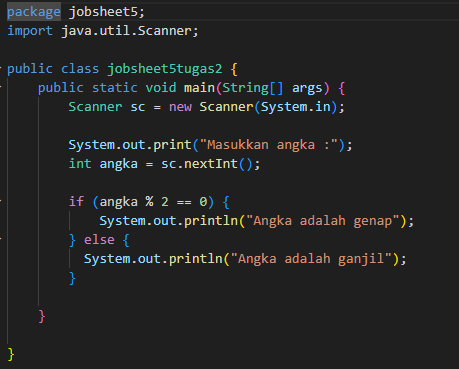 package jobsheet5;
import java.util.Scanner;
public class jobsheet5tugas2 {
public static void main(String[] args) {
Scanner sc = new Scanner(System.in);
System.out.print("Masukkan angka :");
int angka = sc.nextInt();
if (angka % 2 == 0) {
System.out.println("Angka adalah genap");
} else {
System.out.println("Angka adalah ganjil");
}
}
}